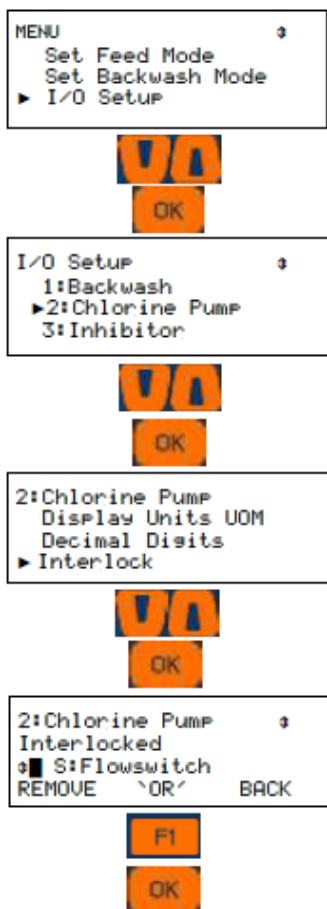 MENU
Set Feed Mode
Set Backwash Mode
I/O Setup
OK
I/O Setup
1:Backwash
2:Chlorine Pump
3:Inhibitor
OK
2:Chlorine Pump
Display Units UOM
Decimal Digits
Interlock
OK
2:Chlorine Pump
Interlocked
S:Flowswitch
REMOVE `OR´ BACK
F1
OK